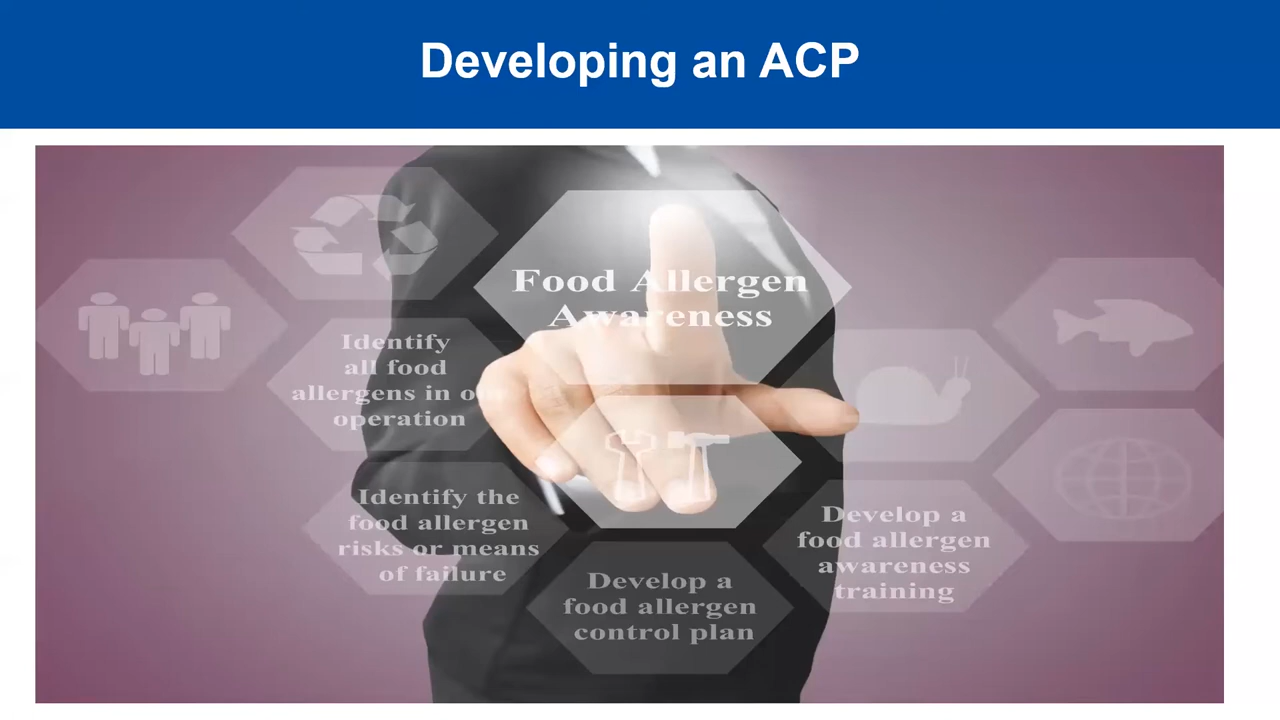 Developing an ACP
Food Allergen
Awareness
Identify
all food
allergens in our
operation
Identify the
food allergen
risks or means
of failure
Develop a
food allergen
control plan
Develop a
food allergen
awareness
training